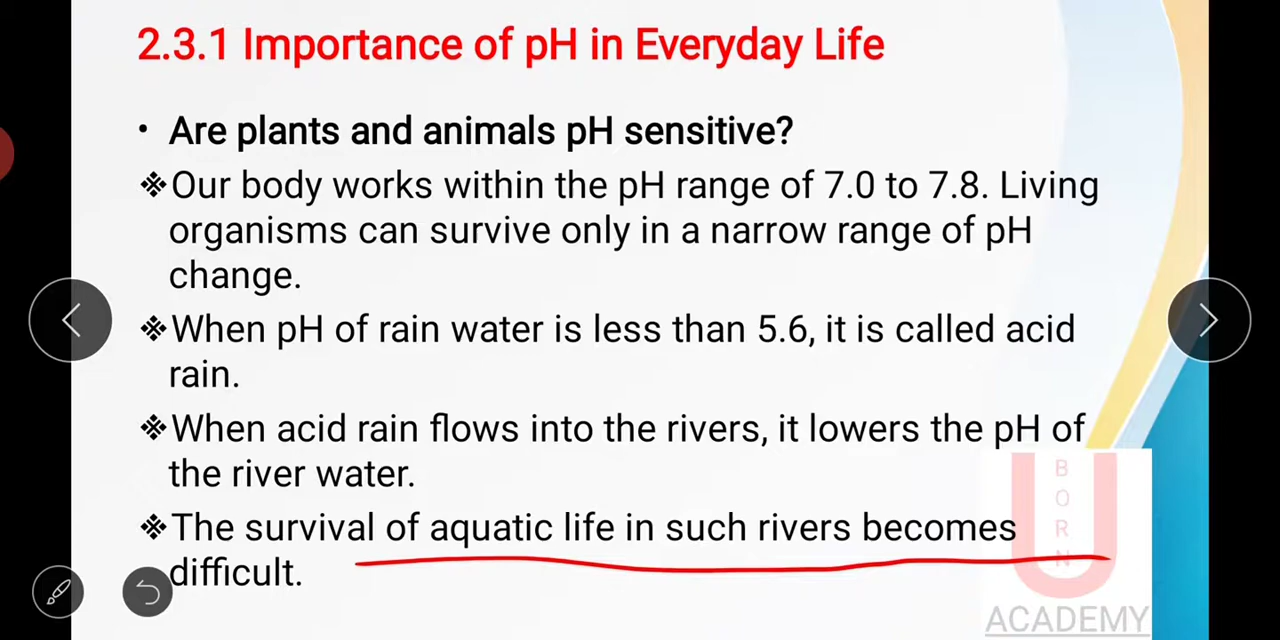 2.3.1 Importance of pH in Everyday Life
• Are plants and animals pH sensitive?
❖Our body works within the pH range of 7.0 to 7.8. Living
organisms can survive only in a narrow range of pH
change.
❖When pH of rain water is less than 5.6, it is called acid
rain.
❖When acid rain flows into the rivers, it lowers the pH of
the river water.
❖The survival of aquatic life in such rivers becomes
difficult.
U
BORN
ACADEMY